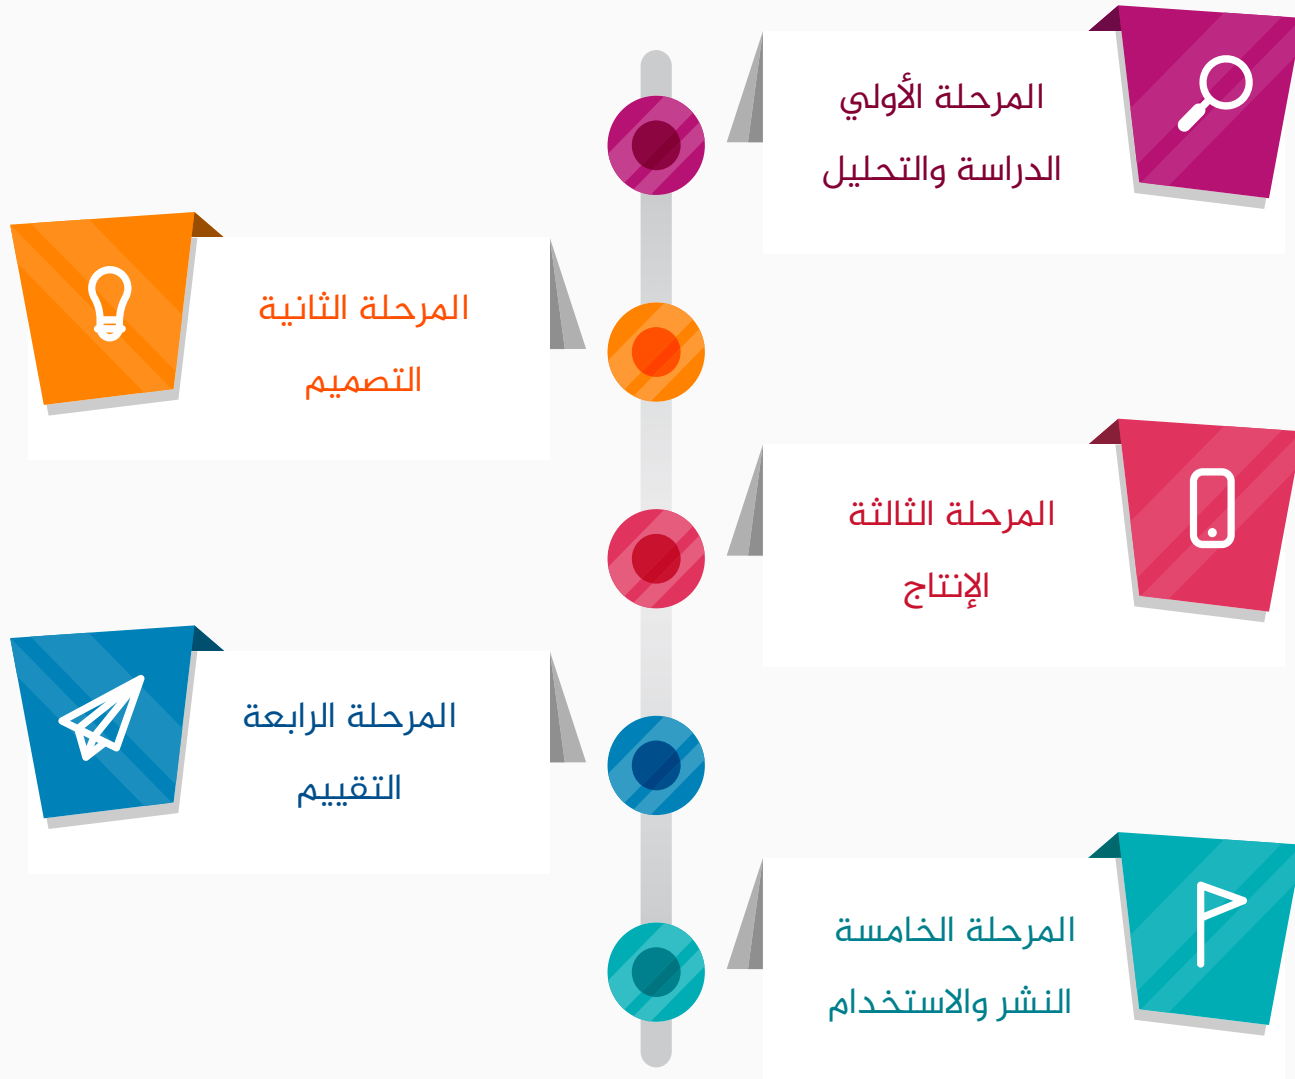 المرحلة الأولي
الدراسة والتحليل
المرحلة الثانية
التصميم
المرحلة الثالثة
الإنتاج
المرحلة الرابعة
التقييم
المرحلة الخامسة
النشر والاستخدام